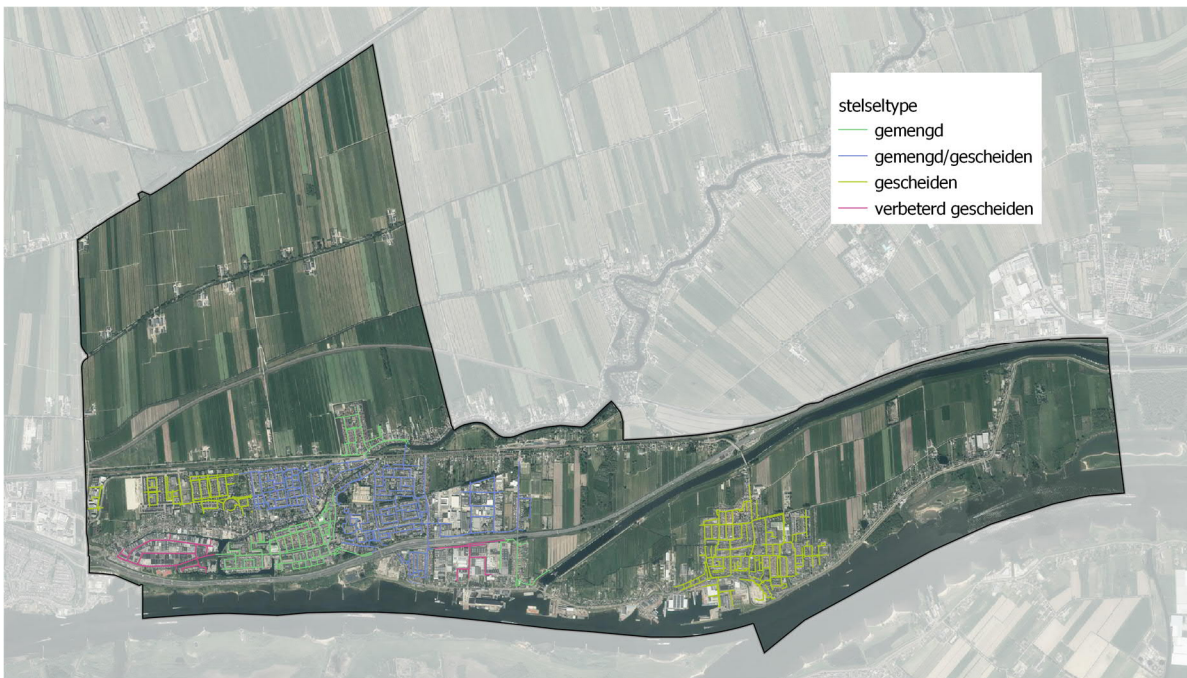 stelseltype
gemengd
gemengd/gescheiden
gescheiden
verbeterd gescheiden